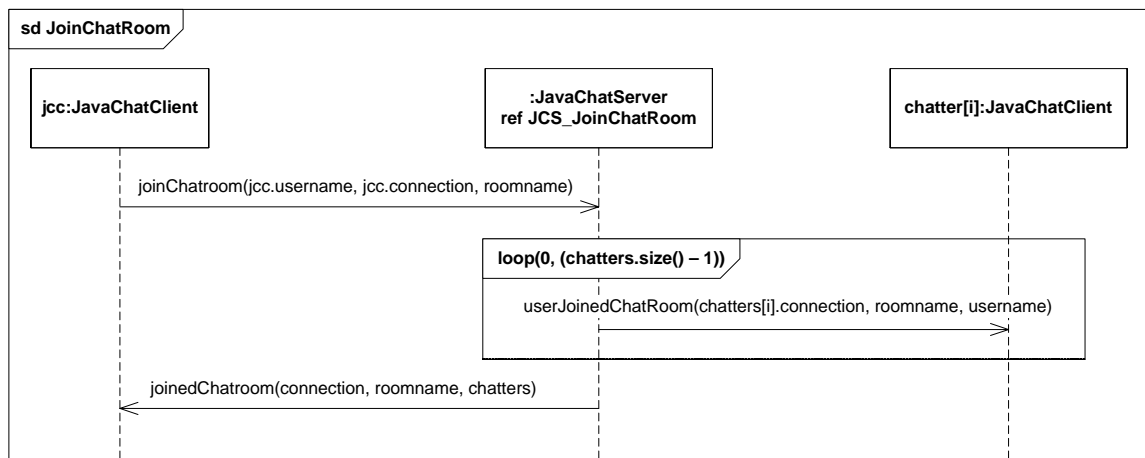 sd JoinChatRoom
jcc:JavaChatClient
:JavaChatServer
ref JCS_JoinChatRoom
chatter[i]:JavaChatClient
joinChatroom(jcc.username, jcc.connection, roomname)
loop(0, (chatters.size() – 1))
userJoinedChatRoom(chatters[i].connection, roomname, username)
joinedChatroom(connection, roomname, chatters)